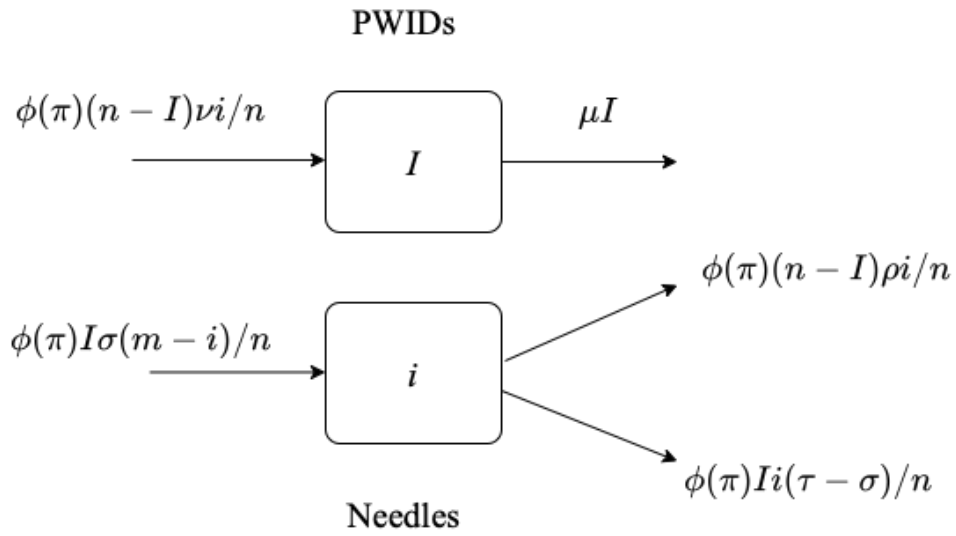 PWIDs
ϕ(π)(n − I)νi/n
μI
I
ϕ(π)(n − I)ρi/n
ϕ(π)Iσ(m − i)/n
i
ϕ(π)Ii(τ − σ)/n
Needles